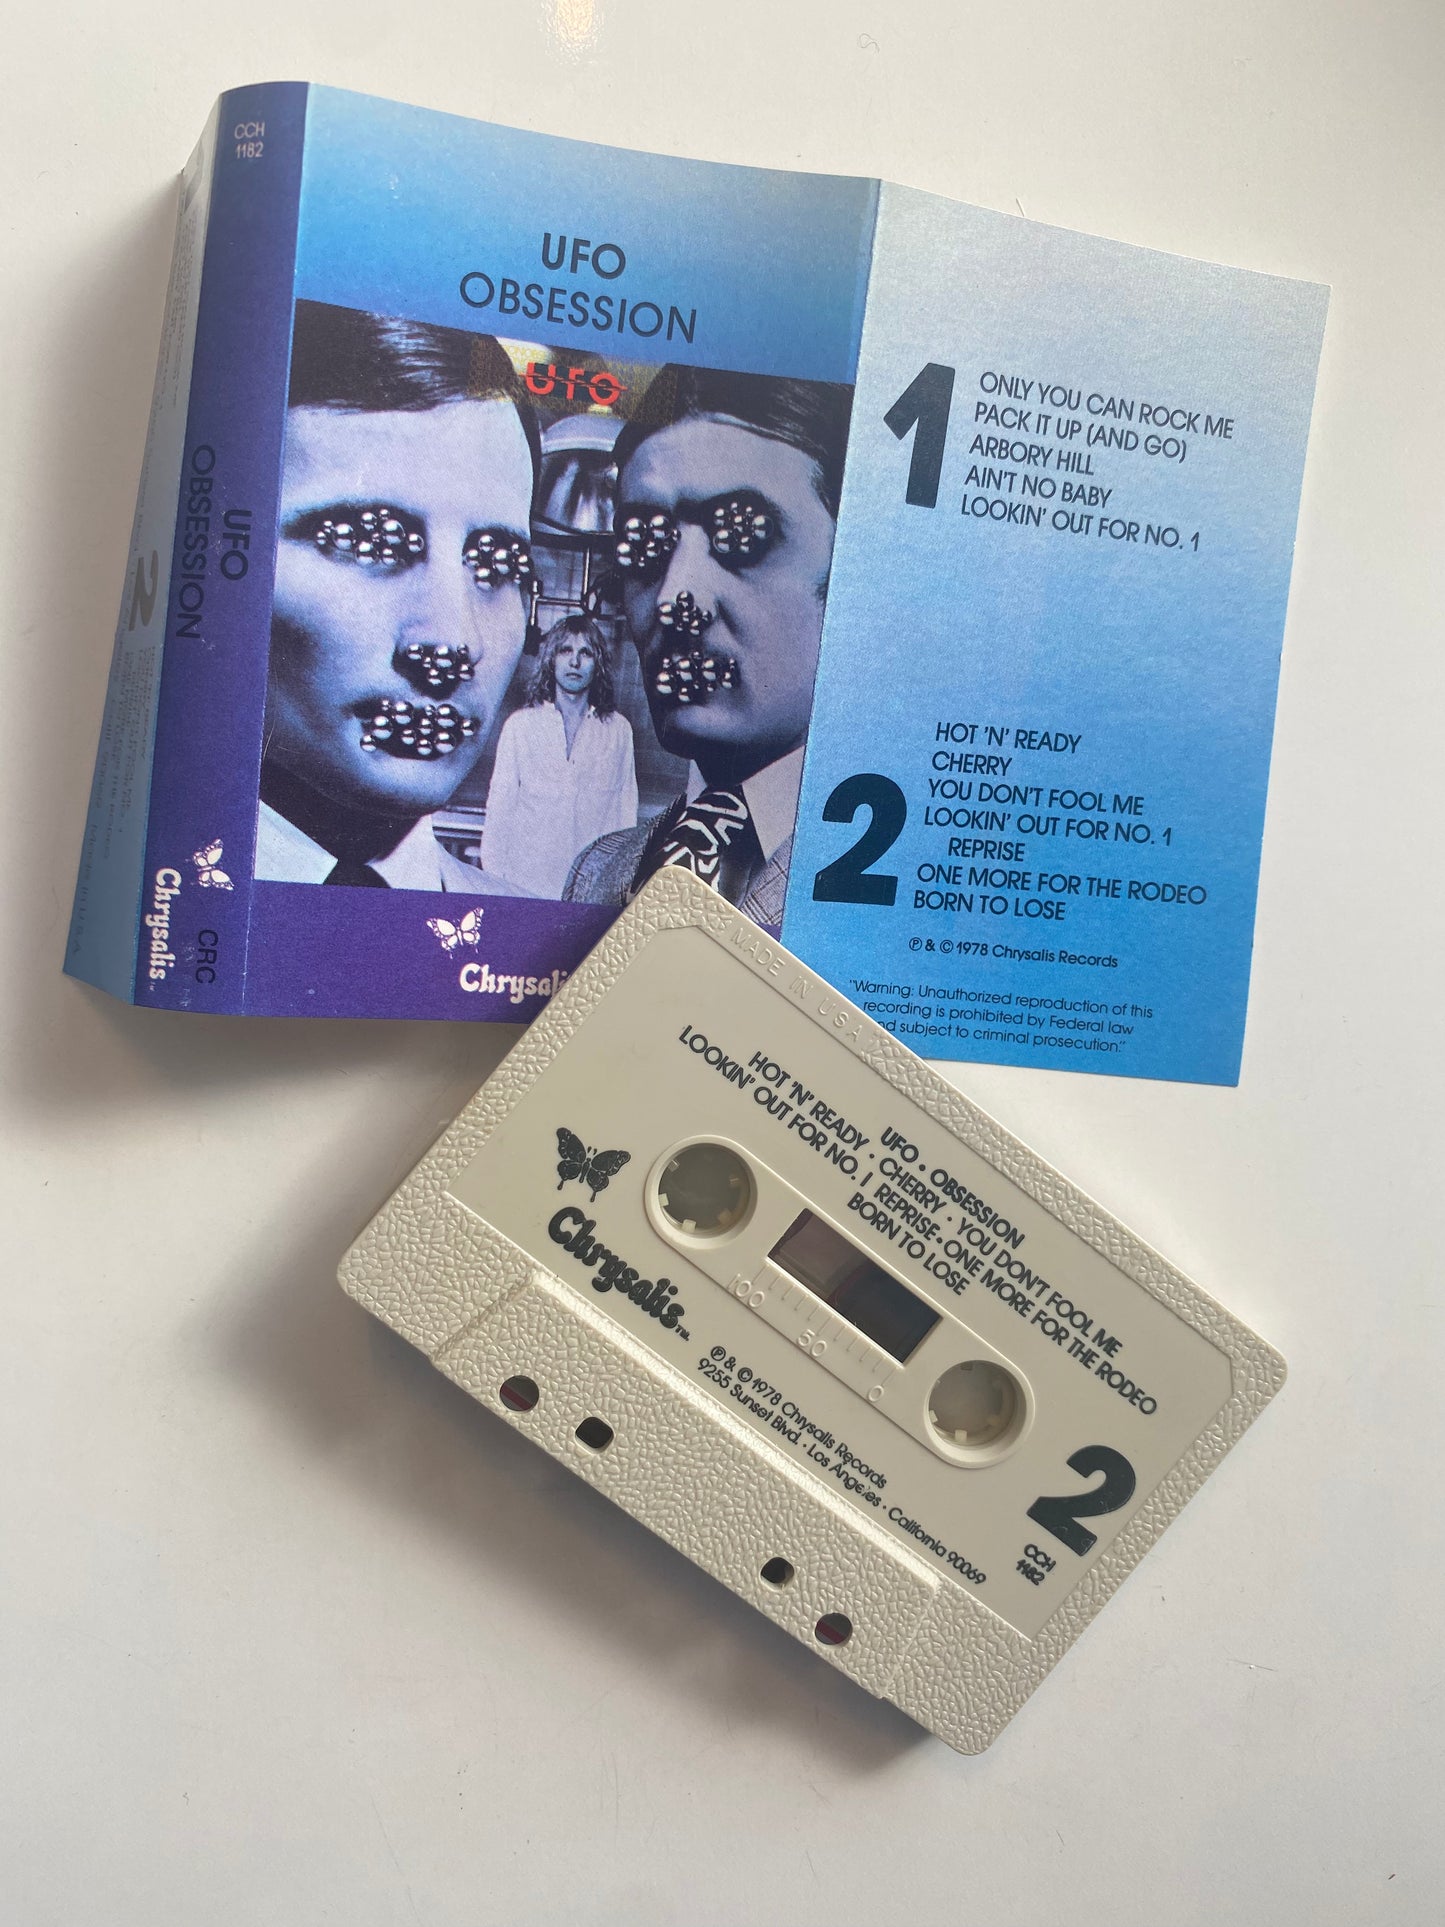 CCH
1182
UFO
OBSESSION
CRC
Chrysalis
2
UFO
OBSESSION
UFO
Chrysalis
1
ONLY YOU CAN ROCK ME
PACK IT UP (AND GO)
ARBORY HILL
AIN'T NO BABY
LOOKIN' OUT FOR NO. 1
2
HOT 'N' READY
CHERRY
YOU DON'T FOOL ME
LOOKIN' OUT FOR NO. 1
REPRISE
ONE MORE FOR THE RODEO
BORN TO LOSE
℗ & © 1978 Chrysalis Records
"Warning: Unauthorized reproduction of this
recording is prohibited by Federal law
subject to criminal prosecution."
MADE IN USA
UFO • OBSESSION
HOT 'N' READY • CHERRY • YOU DON'T FOOL ME
LOOKIN' OUT FOR NO. 1 REPRISE • ONE MORE FOR THE RODEO
BORN TO LOSE
Chrysalis TM
100 50 0
℗ & © 1978 Chrysalis Records
9255 Sunset Blvd. • Los Angeles • California 90069
2
CCH
1182